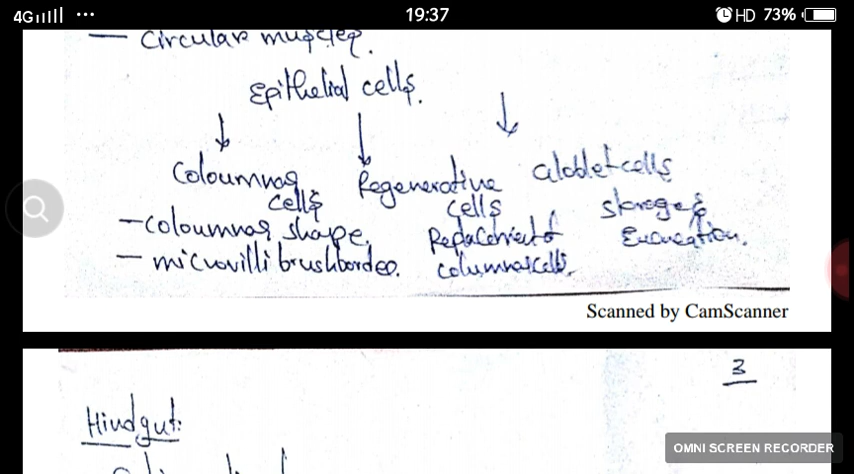 4G 19:37 HD 73%
— Circular muscles.
Epithelial cells.
Coloumnar cells
— coloumnar shape.
— microvilli brushborder.
Regenerative cells
Replacement of
columnar cells.
Goblet cells
storage &
Evacuation.
Scanned by CamScanner
3
Hindgut:
OMNI SCREEN RECORDER